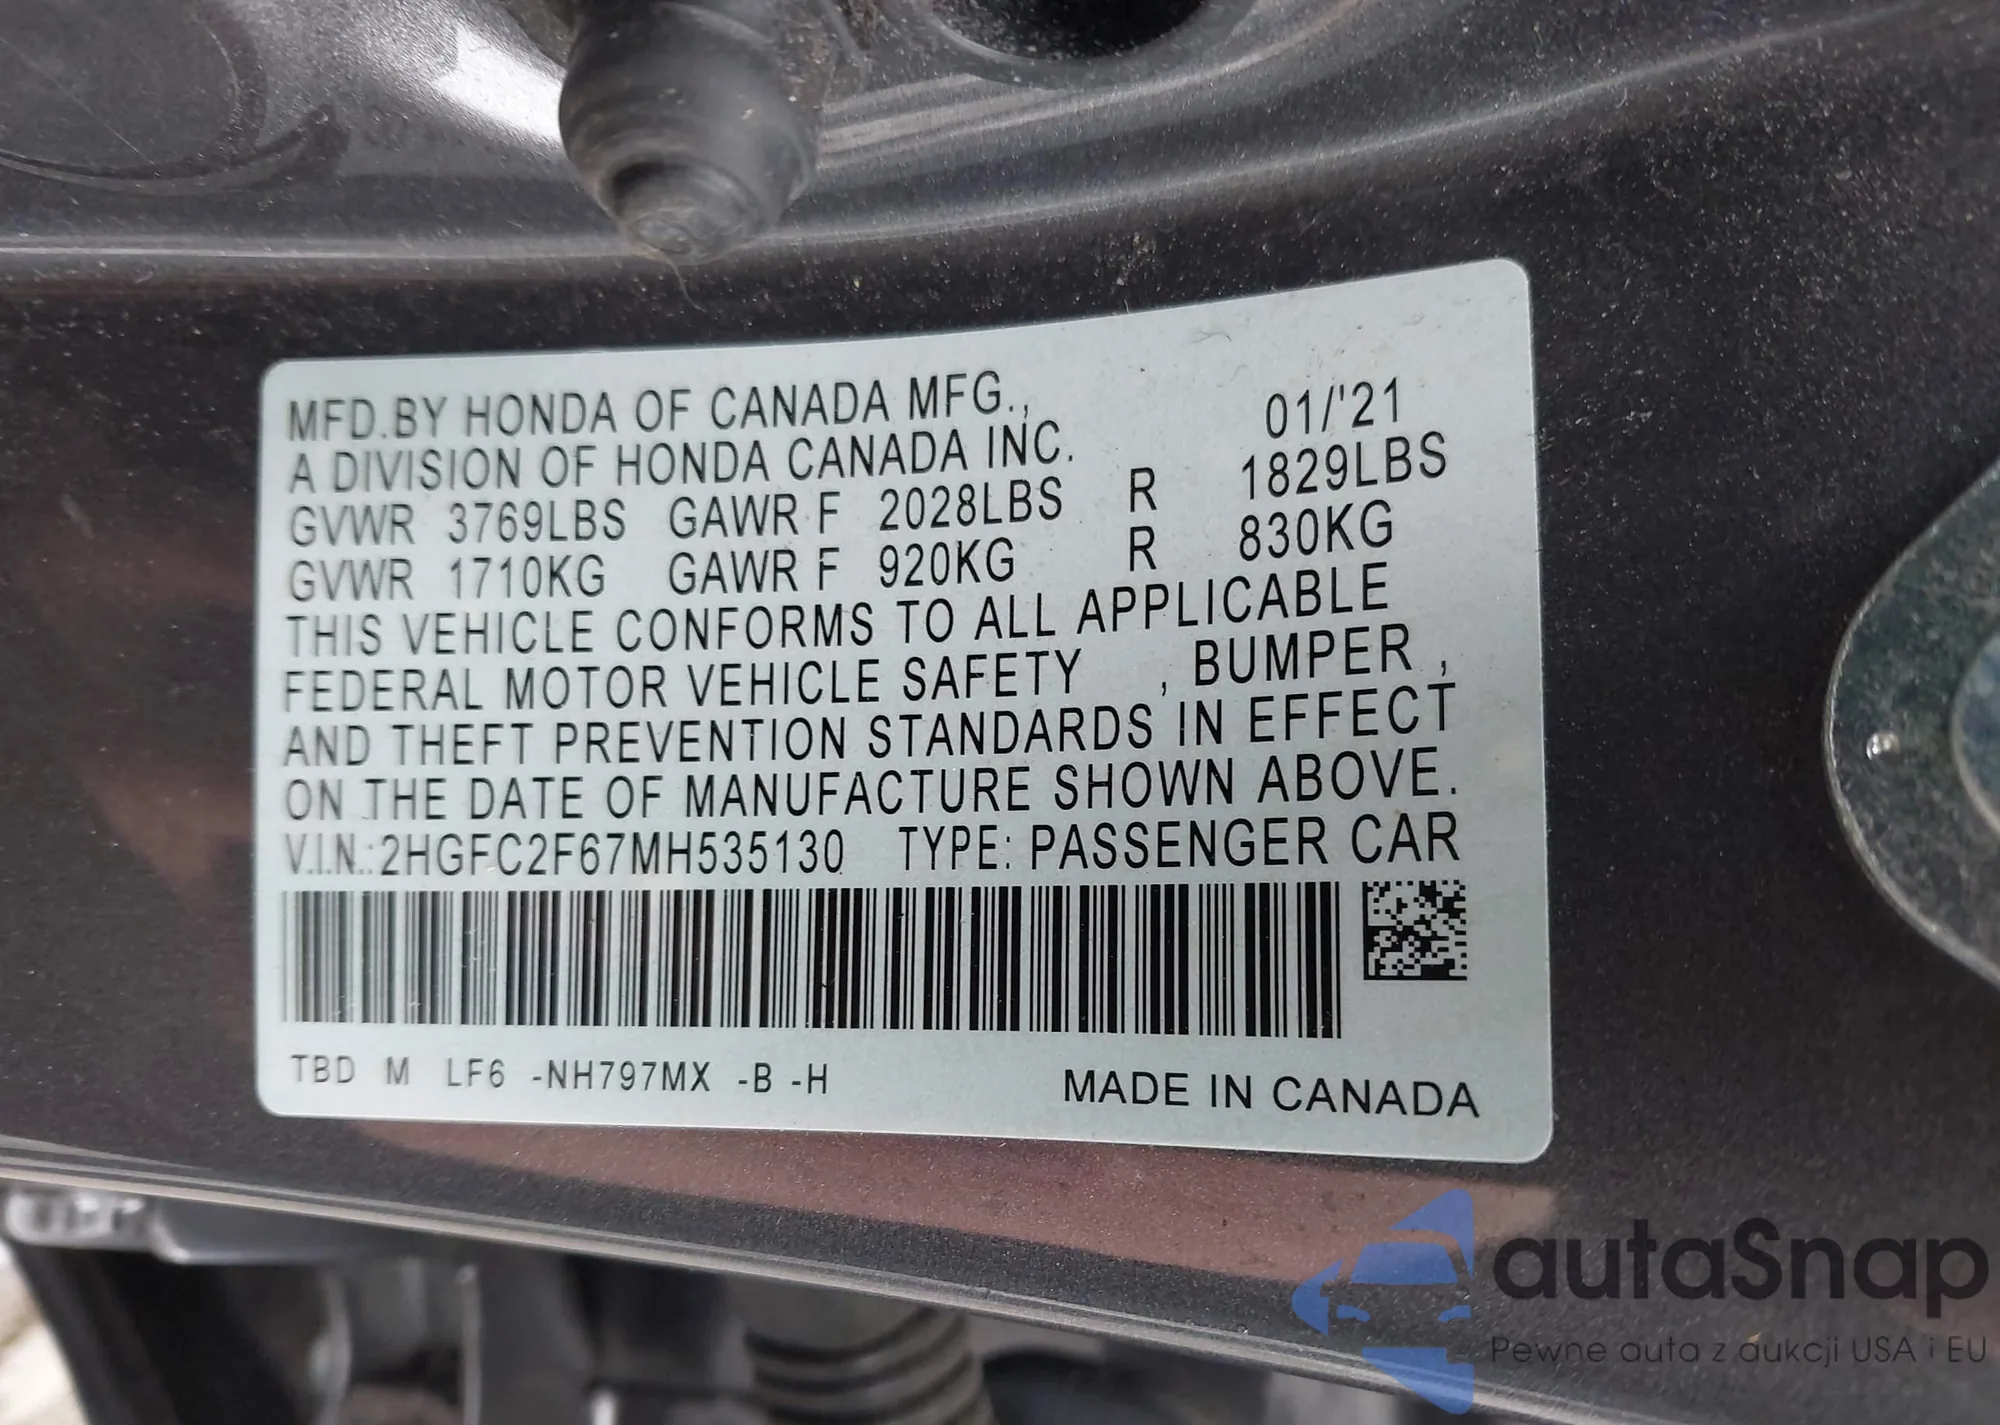 MFD.BY HONDA OF CANADA MFG.,
A DIVISION OF HONDA CANADA INC. 01/'21
GVWR 3769LBS GAWR F 2028LBS R 1829LBS
GVWR 1710KG GAWR F 920KG R 830KG
THIS VEHICLE CONFORMS TO ALL APPLICABLE
FEDERAL MOTOR VEHICLE SAFETY , BUMPER ,
AND THEFT PREVENTION STANDARDS IN EFFECT
ON THE DATE OF MANUFACTURE SHOWN ABOVE.
V.I.N.:2HGFC2F67MH535130 TYPE: PASSENGER CAR
TBD M LF6 -NH797MX -B -H
MADE IN CANADA
autaSnap
Pewne auta z aukcji USA i EU